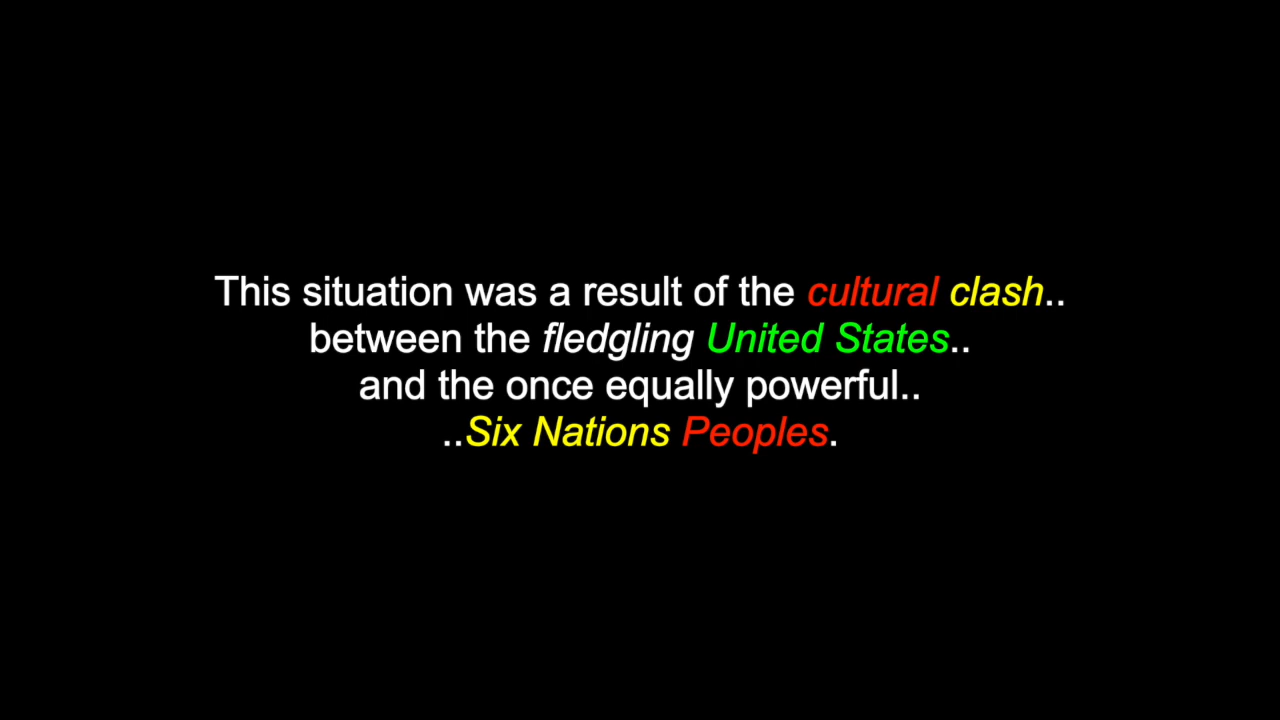 This situation was a result of the cultural clash..
between the fledgling United States..
and the once equally powerful..
..Six Nations Peoples.